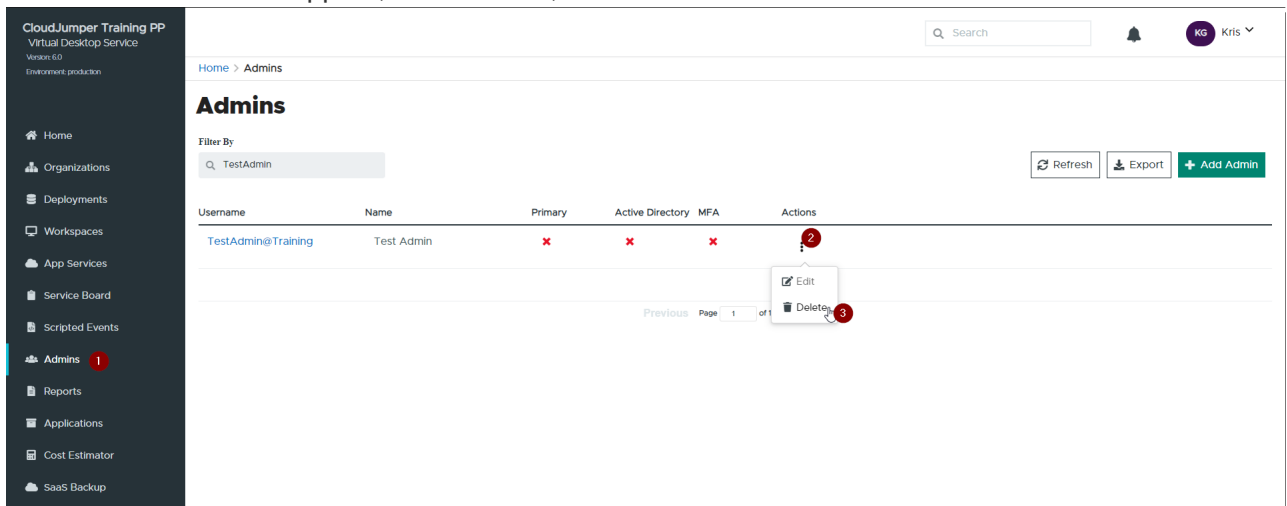 CloudJumper Training PP
Virtual Desktop Service
Version: 6.0
Environment: production
Search
KG Kris
Home > Admins
Admins
Home
Organizations
Deployments
Workspaces
App Services
Service Board
Scripted Events
Admins 1
Reports
Applications
Cost Estimator
SaaS Backup
Filter By
TestAdmin
Refresh Export + Add Admin
Username Name Primary Active Directory MFA Actions
TestAdmin@Training Test Admin 2
Edit
Delete 3
Previous Page 1 of 1